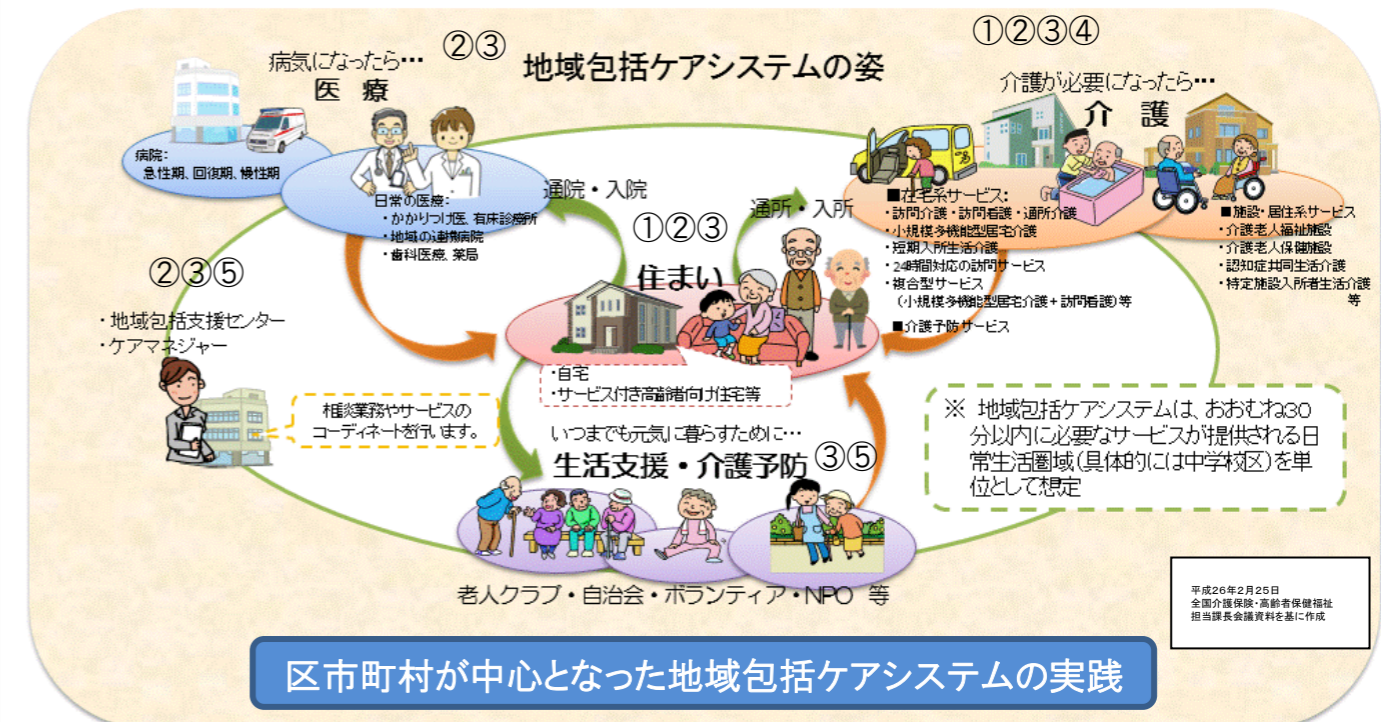 地域包括ケアシステムの姿
②③
病気になったら…
医 療
病院:
急性期、回復期、慢性期
日常の医療:
・かかりつけ医、有床診療所
・地域の連携病院
・歯科医療、薬局
通院・入院
①②③④
介護が必要になったら…
介 護
通所・入所
■在宅系サービス:
・訪問介護・訪問看護・通所介護
・小規模多機能型居宅介護
・短期入所生活介護
・24時間対応の訪問サービス
・複合型サービス
(小規模多機能型居宅介護+訪問看護)等
■介護予防サービス
■施設・居住系サービス
・介護老人福祉施設
・介護老人保健施設
・認知症共同生活介護
・特定施設入所者生活介護
等
①②③
住まい
・自宅
・サービス付き高齢者向け住宅等
②③⑤
・地域包括支援センター
・ケアマネジャー
相談業務やサービスの
コーディネートを行います。
いつまでも元気に暮らすために…
生活支援・介護予防
③⑤
老人クラブ・自治会・ボランティア・NPO 等
※ 地域包括ケアシステムは、おおむね30
分以内に必要なサービスが提供される日
常生活圏域(具体的には中学校区)を単
位として想定
平成26年2月25日
全国介護保険・高齢者保健福祉
担当課長会議資料を基に作成
区市町村が中心となった地域包括ケアシステムの実践